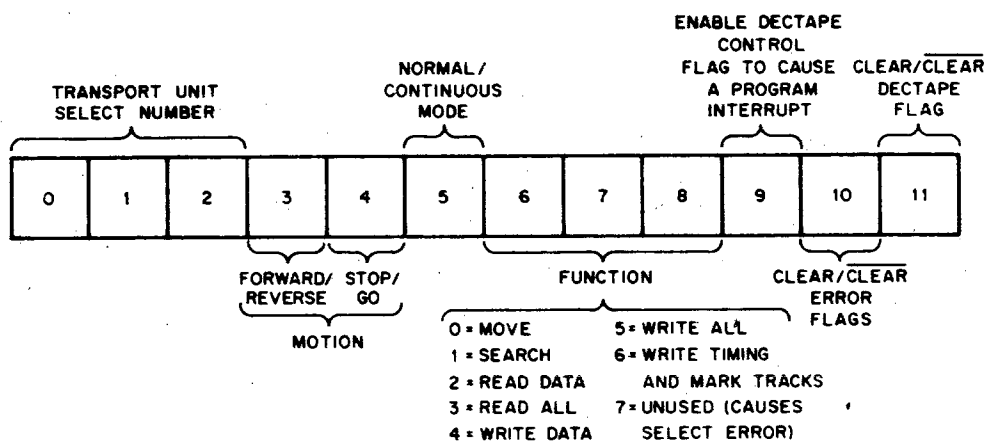 ENABLE DECTAPE
CONTROL
FLAG TO CAUSE
A PROGRAM
INTERRUPT
NORMAL/
CONTINUOUS
MODE
CLEAR/CLEAR
DECTAPE
FLAG
TRANSPORT UNIT
SELECT NUMBER
0 1 2 3 4 5 6 7 8 9 10 11
FORWARD/
REVERSE
STOP/
GO
MOTION
FUNCTION
CLEAR/CLEAR
ERROR
FLAGS
0 = MOVE
1 = SEARCH
2 = READ DATA
3 = READ ALL
4 = WRITE DATA
5 = WRITE ALL
6 = WRITE TIMING
AND MARK TRACKS
7 = UNUSED (CAUSES
SELECT ERROR)